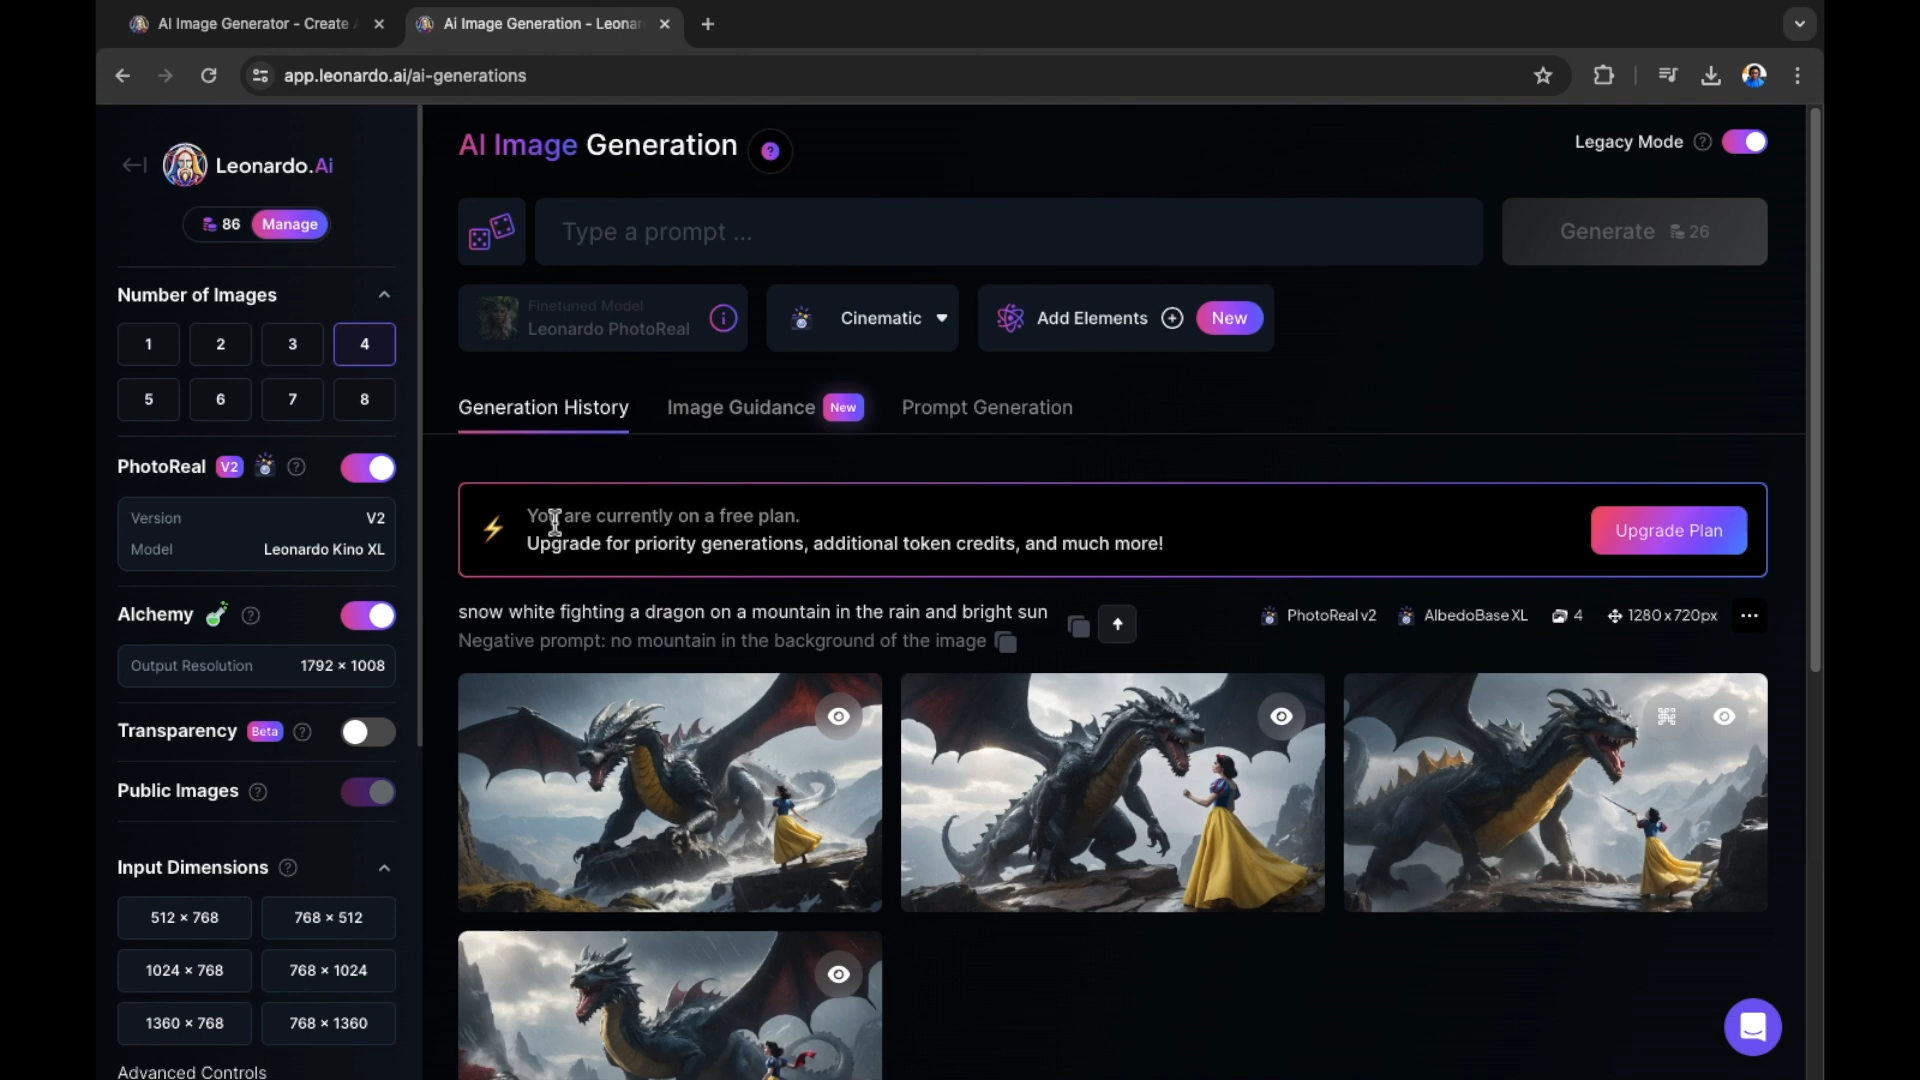 AI Image Generator - Create
Ai Image Generation - Leonar
app.leonardo.ai/ai-generations
Leonardo.Ai
86
Manage
Number of Images
1
2
3
4
5
6
7
8
PhotoReal V2
Version V2
Model Leonardo Kino XL
Alchemy
Output Resolution 1792 × 1008
Transparency Beta
Public Images
Input Dimensions
512 × 768
768 × 512
1024 × 768
768 × 1024
1360 × 768
768 × 1360
Advanced Controls
AI Image Generation
Legacy Mode
Type a prompt ...
Generate 26
Finetuned Model
Leonardo PhotoReal
Cinematic
Add Elements
New
Generation History
Image Guidance New
Prompt Generation
You are currently on a free plan.
Upgrade for priority generations, additional token credits, and much more!
Upgrade Plan
snow white fighting a dragon on a mountain in the rain and bright sun
Negative prompt: no mountain in the background of the image
PhotoReal v2
AlbedoBase XL
4
1280 x 720px